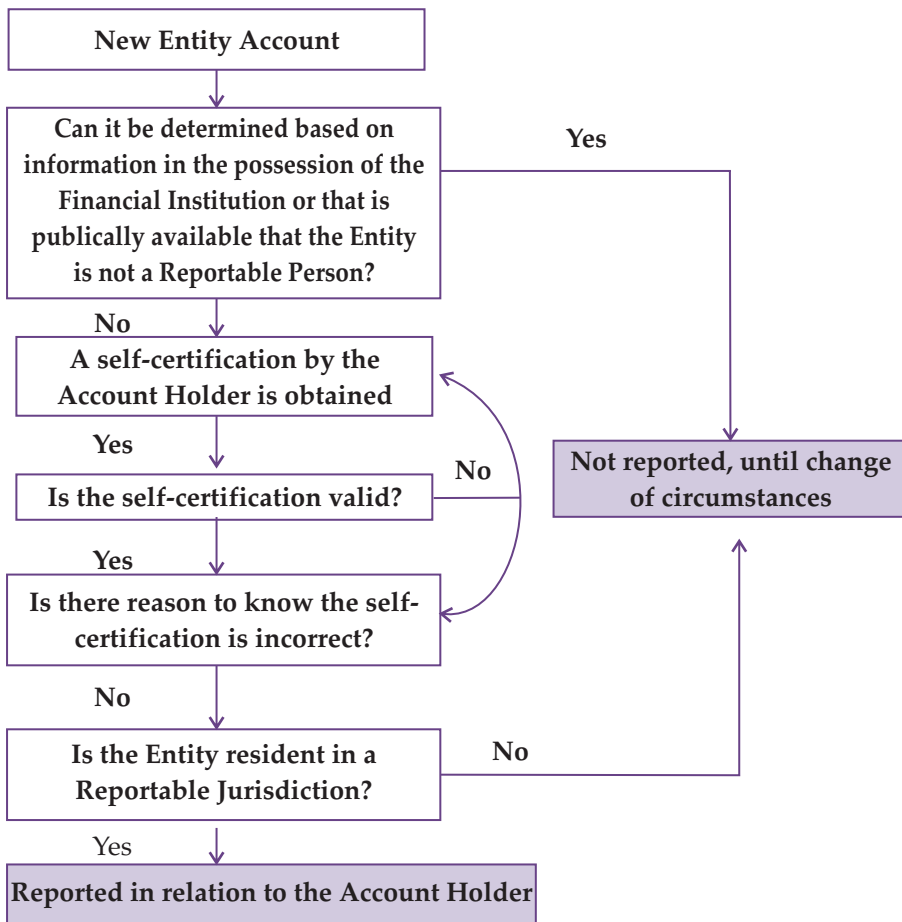 New Entity Account
Can it be determined based on
information in the possession of the
Financial Institution or that is
publically available that the Entity
is not a Reportable Person?
Yes
No
A self-certification by the
Account Holder is obtained
Yes
No
Not reported, until change
of circumstances
Is the self-certification valid?
Yes
Is there reason to know the self-
certification is incorrect?
No
Is the Entity resident in a
Reportable Jurisdiction?
No
Yes
Reported in relation to the Account Holder